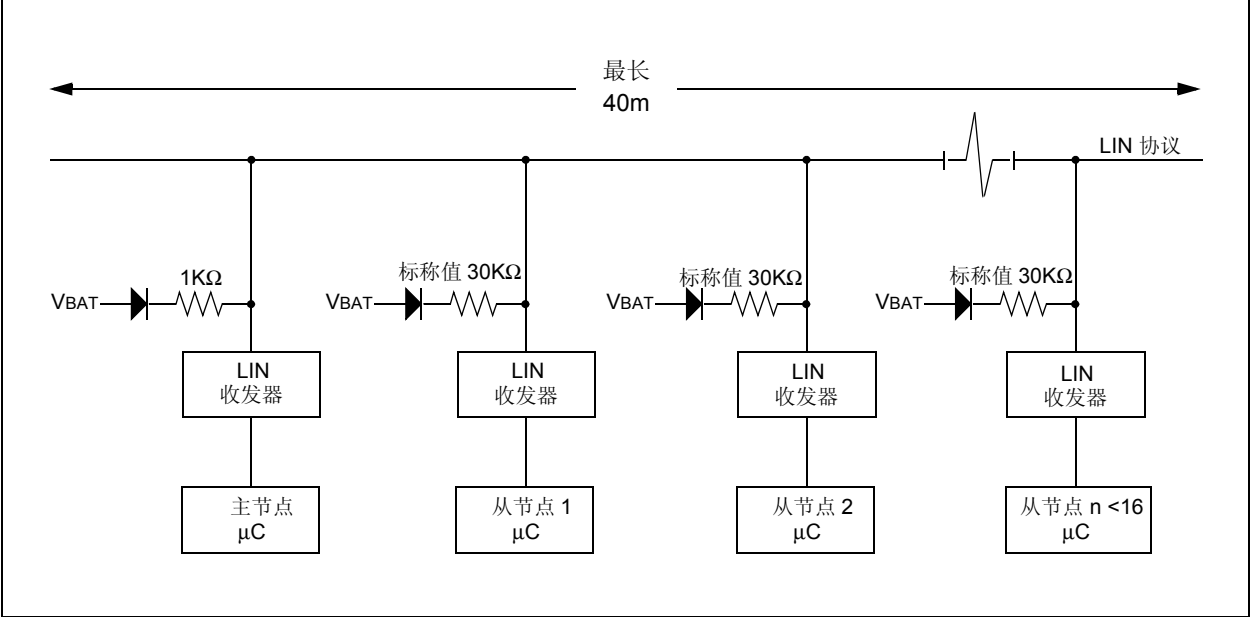 最长
40m
LIN 协议
1KΩ
标称值 30KΩ
标称值 30KΩ
标称值 30KΩ
VBAT
VBAT
VBAT
VBAT
LIN
收发器
LIN
收发器
LIN
收发器
LIN
收发器
主节点
μC
从节点 1
μC
从节点 2
μC
从节点 n <16
μC